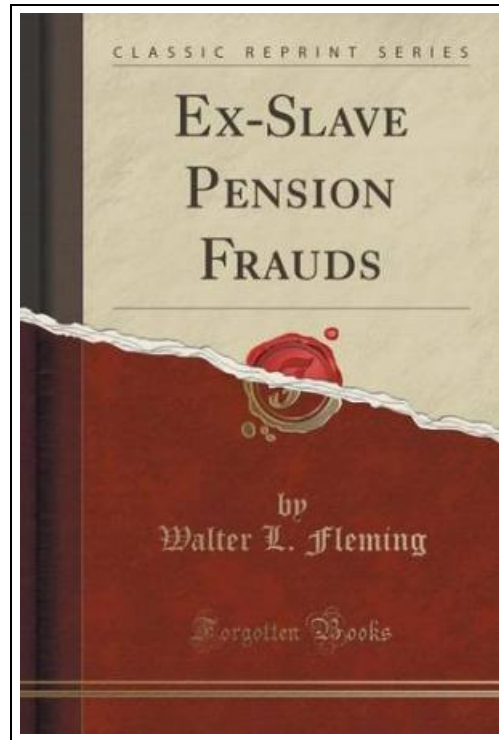 CLASSIC REPRINT SERIES
EX-SLAVE
PENSION
FRAUDS
by
Walter L. Fleming
Forgotten Books